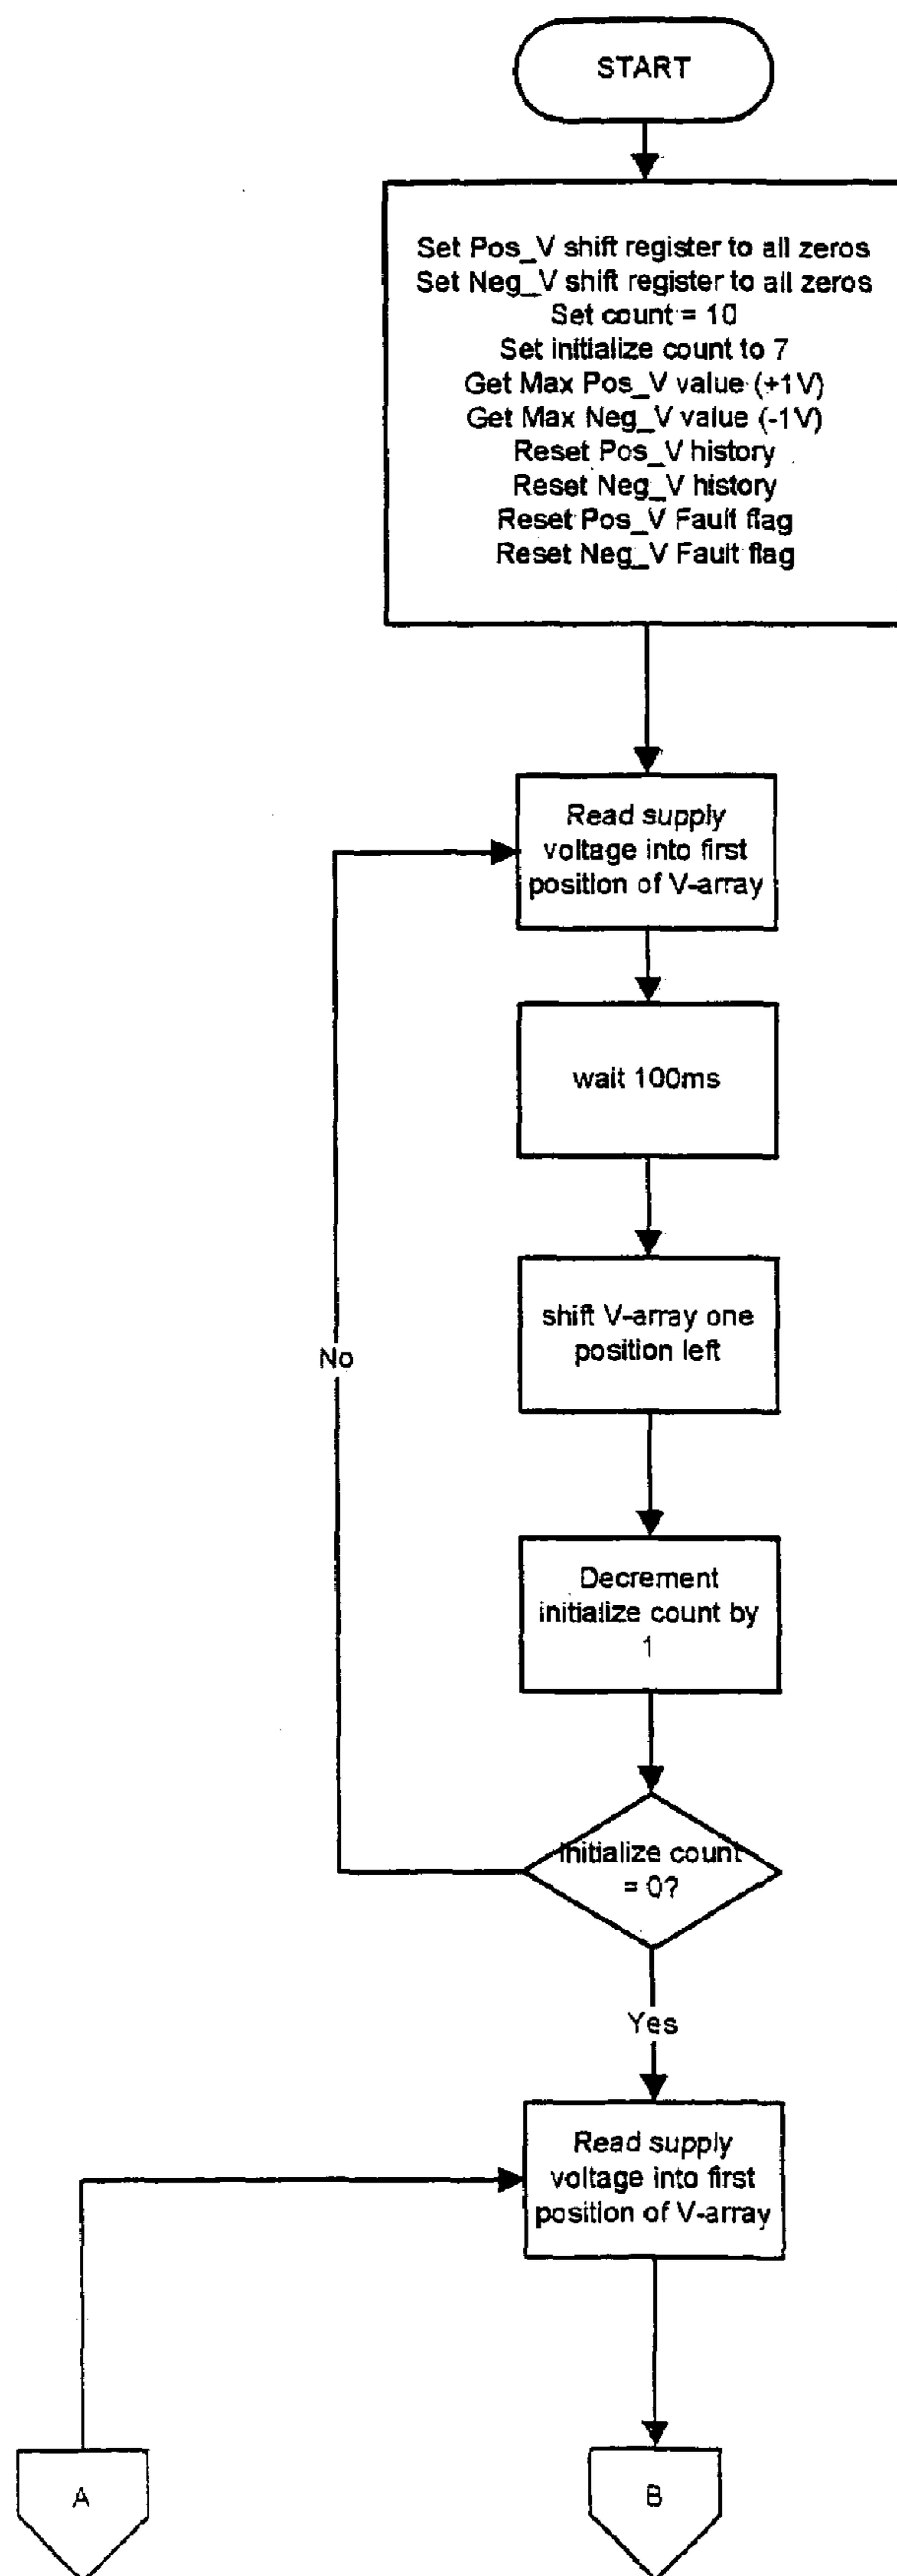 START
Set Pos_V shift register to all zeros
Set Neg_V shift register to all zeros
Set count = 10
Set initialize count to 7
Get Max Pos_V value (+1V)
Get Max Neg_V value (-1V)
Reset Pos_V history
Reset Neg_V history
Reset Pos_V Fault flag
Reset Neg_V Fault flag
Read supply
voltage into first
position of V-array
wait 100ms
shift V-array one
position left
No
Decrement
initialize count by
1
Initialize count
= 0?
Yes
Read supply
voltage into first
position of V-array
A
B